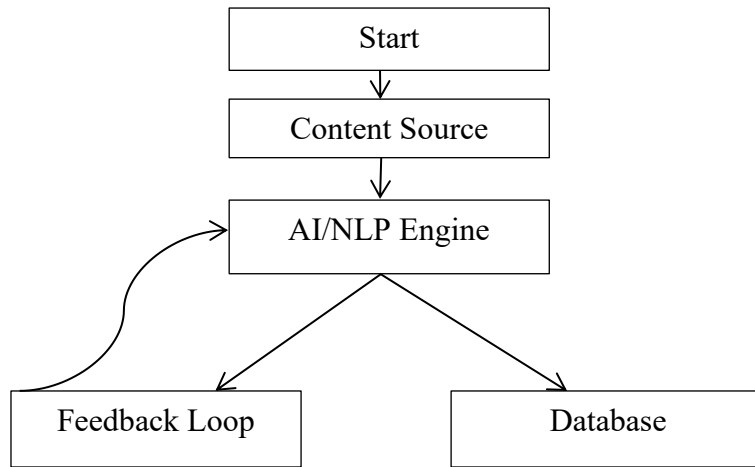 Start
Content Source
AI/NLP Engine
Feedback Loop
Database